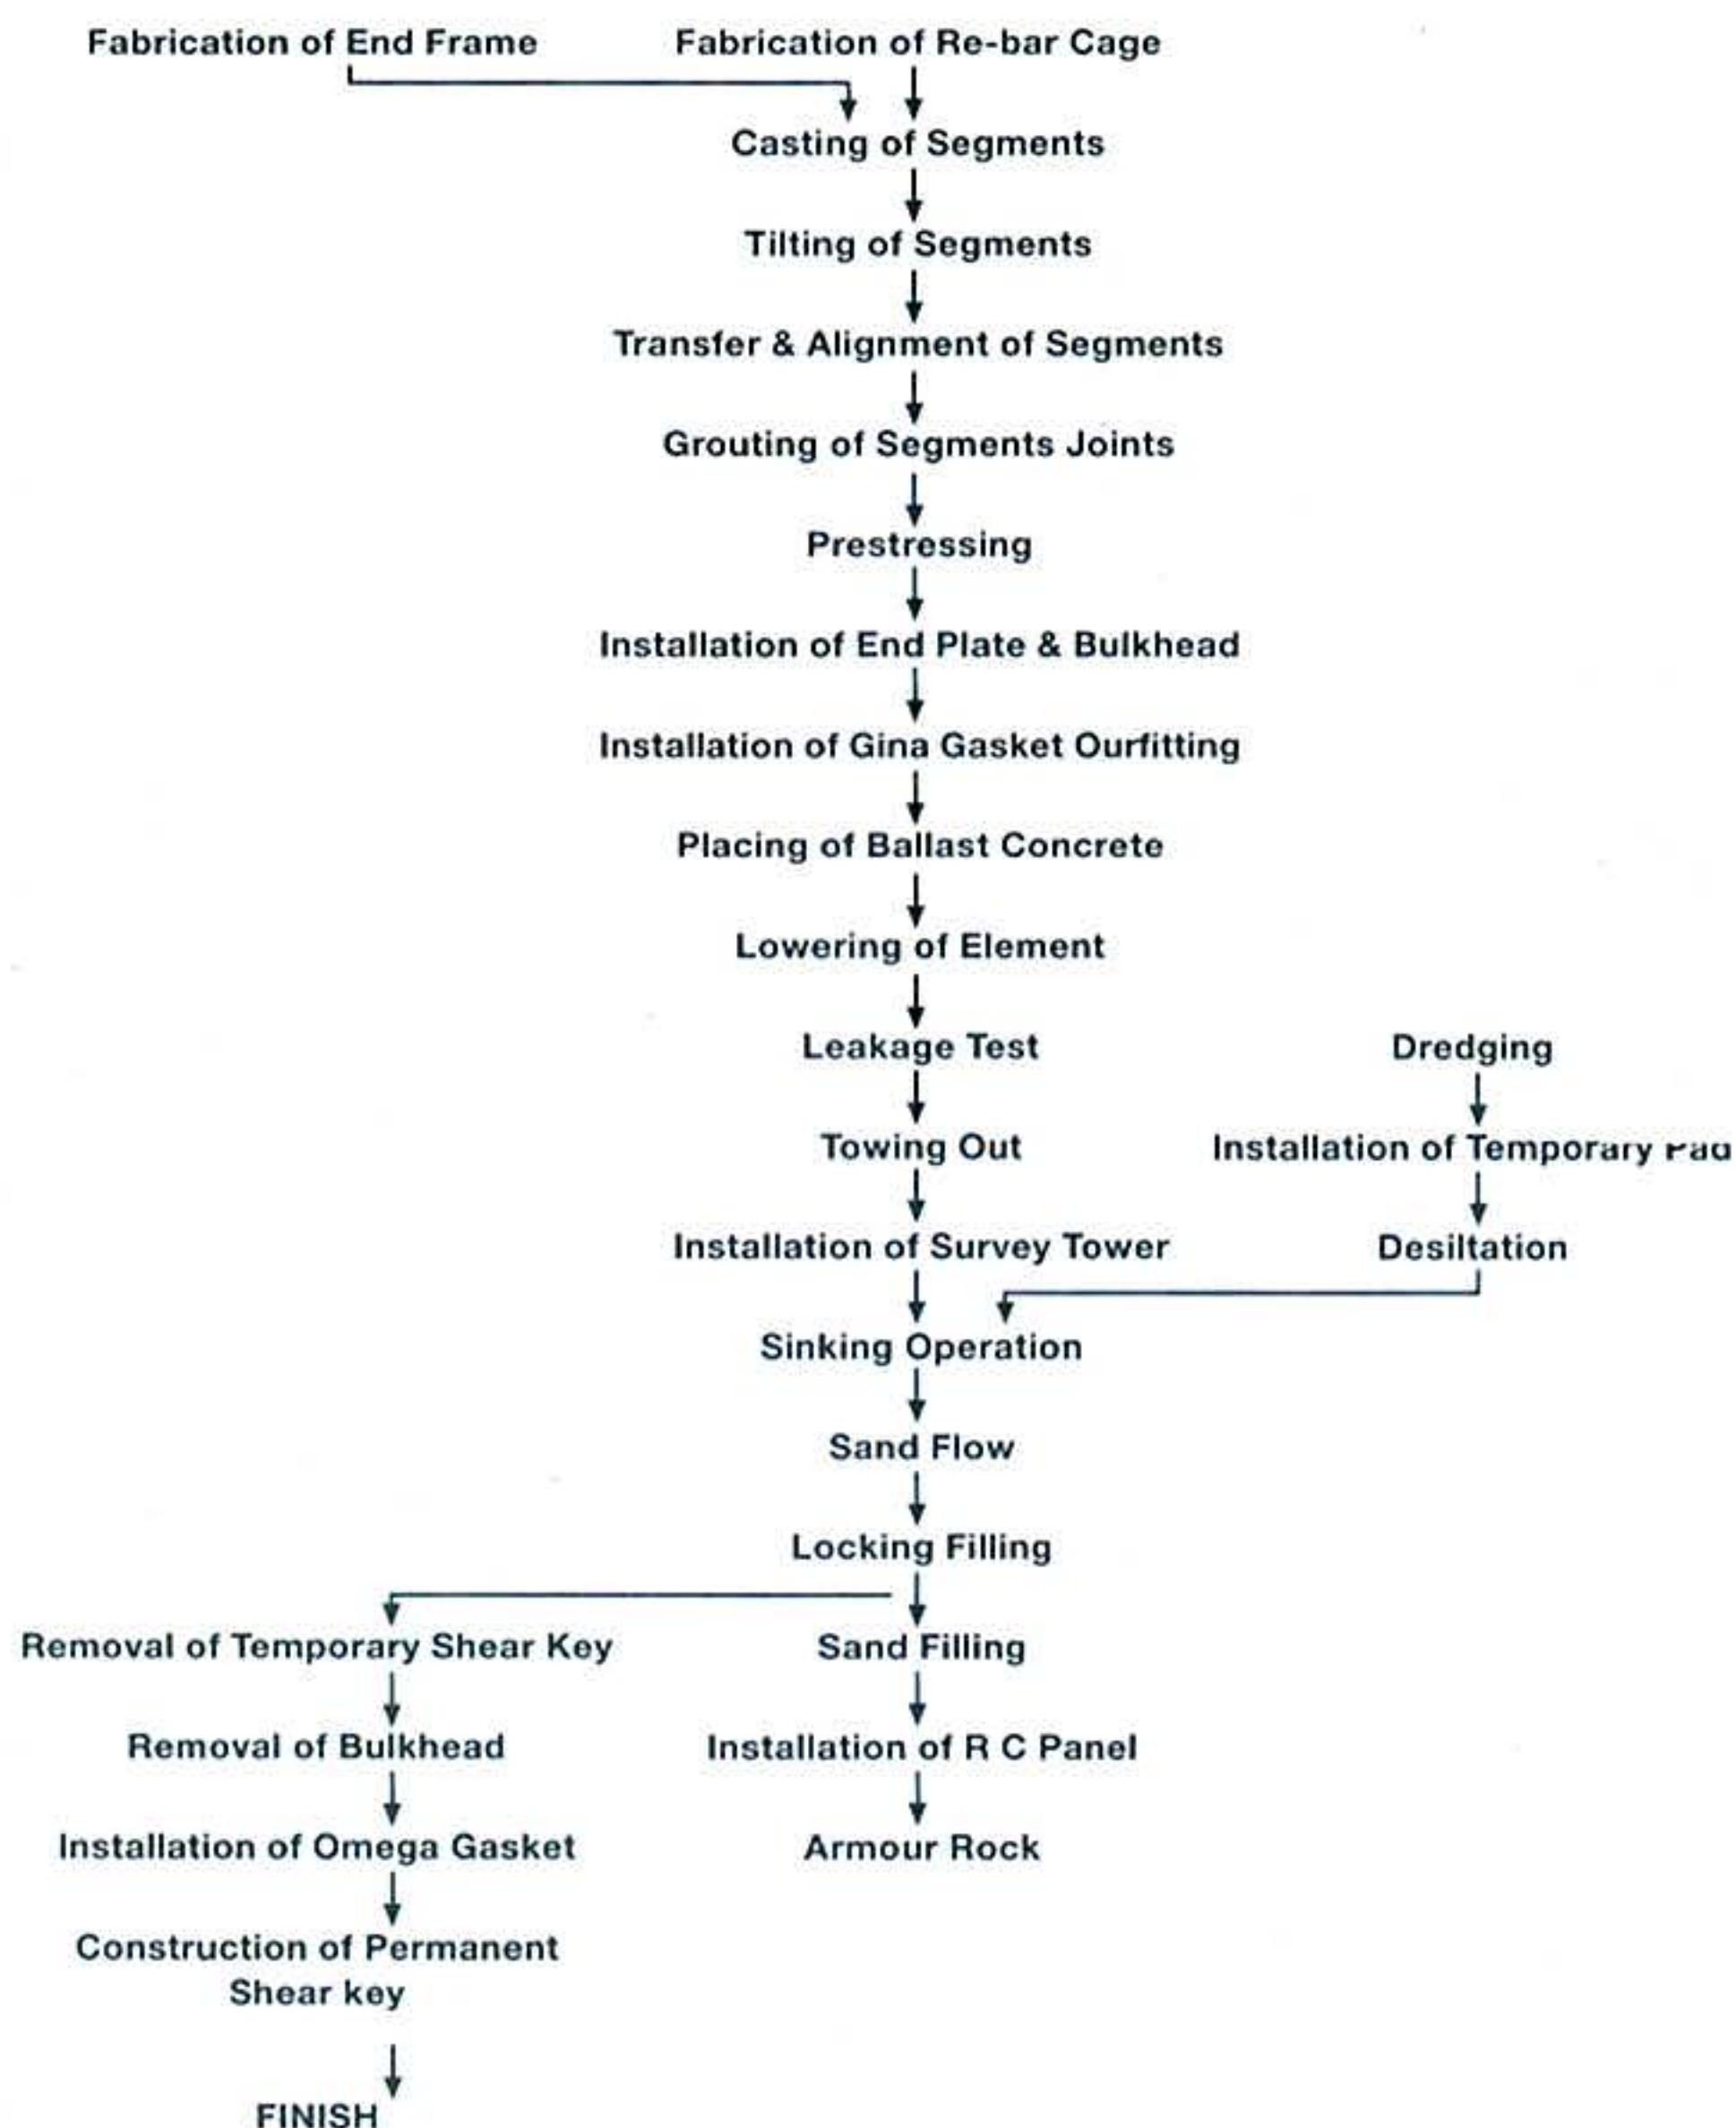 Fabrication of End Frame
Fabrication of Re-bar Cage
Casting of Segments
Tilting of Segments
Transfer & Alignment of Segments
Grouting of Segments Joints
Prestressing
Installation of End Plate & Bulkhead
Installation of Gina Gasket Ourfitting
Placing of Ballast Concrete
Lowering of Element
Leakage Test
Dredging
Towing Out
Installation of Temporary Pad
Installation of Survey Tower
Desiltation
Sinking Operation
Sand Flow
Locking Filling
Removal of Temporary Shear Key
Sand Filling
Removal of Bulkhead
Installation of R C Panel
Installation of Omega Gasket
Armour Rock
Construction of Permanent
Shear key
FINISH